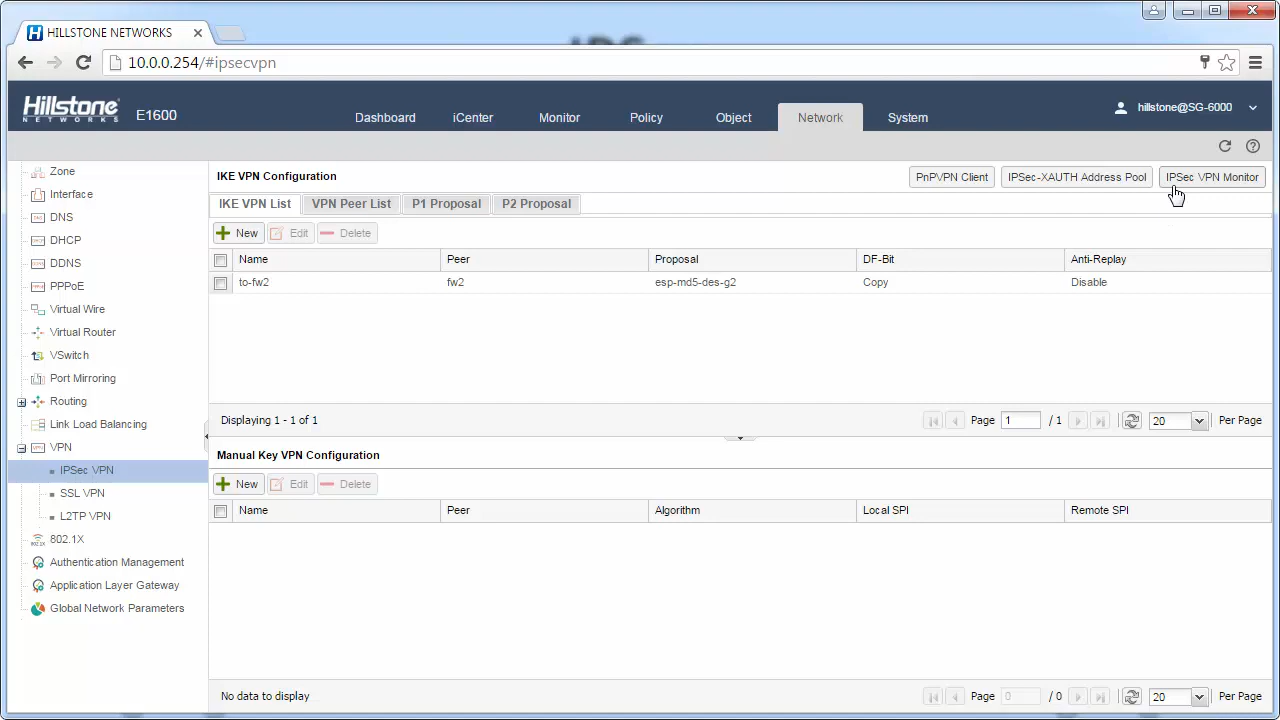 HILLSTONE NETWORKS
10.0.0.254/#ipsecvpn
Hillstone
NETWORKS
E1600
Dashboard
iCenter
Monitor
Policy
Object
Network
System
hillstone@SG-6000
Zone
Interface
DNS
DHCP
DDNS
PPPoE
Virtual Wire
Virtual Router
VSwitch
Port Mirroring
Routing
Link Load Balancing
VPN
IPSec VPN
SSL VPN
L2TP VPN
802.1X
Authentication Management
Application Layer Gateway
Global Network Parameters
IKE VPN Configuration
PnPVPN Client
IPSec-XAUTH Address Pool
IPSec VPN Monitor
IKE VPN List
VPN Peer List
P1 Proposal
P2 Proposal
New
Edit
Delete
Name Peer Proposal DF-Bit Anti-Replay
to-fw2 fw2 esp-md5-des-g2 Copy Disable
Displaying 1 - 1 of 1
Page 1 / 1
20 Per Page
Manual Key VPN Configuration
New
Edit
Delete
Name Peer Algorithm Local SPI Remote SPI
No data to display
Page 0 / 0
20 Per Page